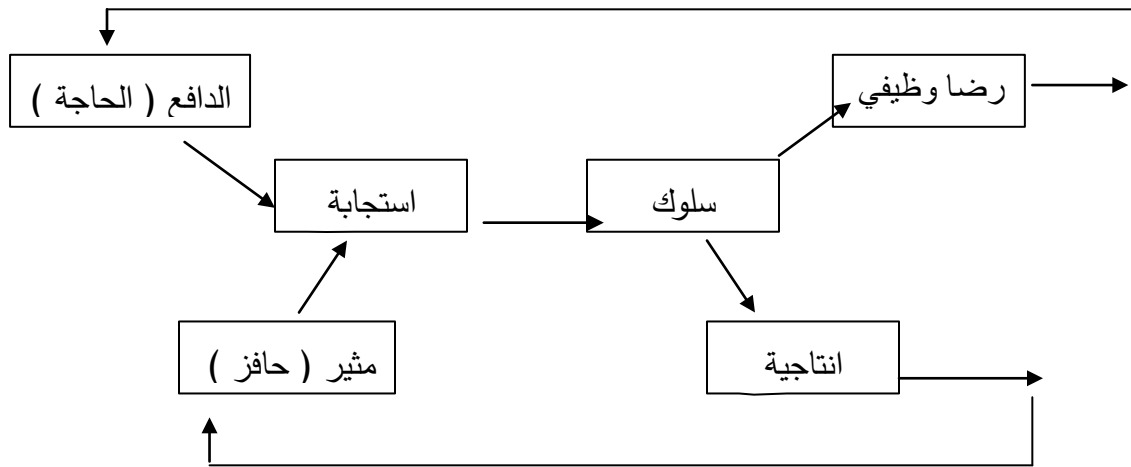 الدافع ( الحاجة )
رضا وظيفي
استجابة
سلوك
مثير ( حافز )
انتاجية